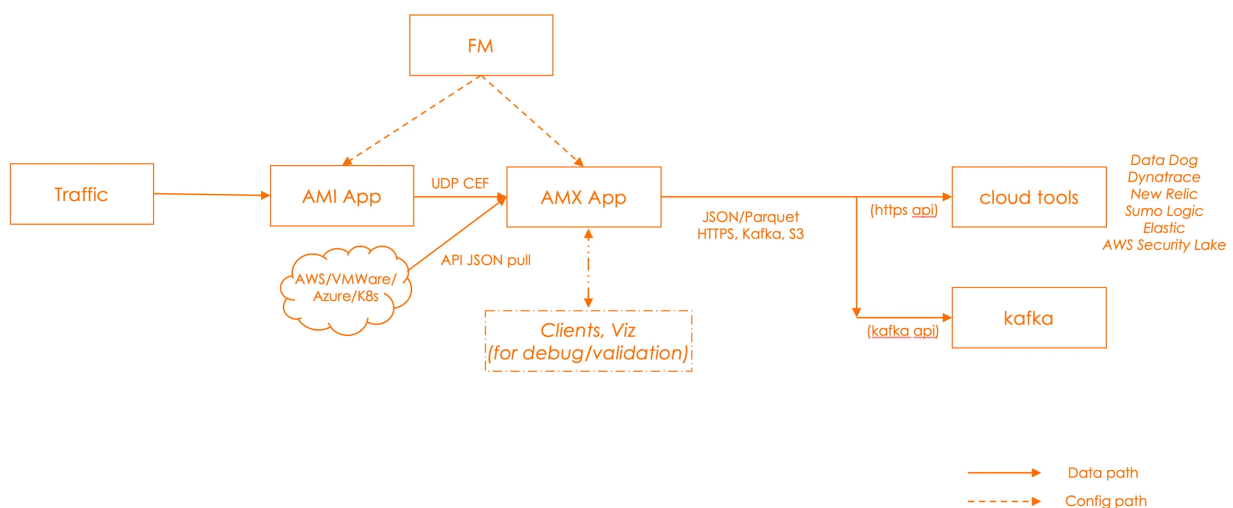 FM
Traffic
AMI App
UDP CEF
AMX App
JSON/Parquet
HTTPS, Kafka, S3
(https api)
cloud tools
Data Dog
Dynatrace
New Relic
Sumo Logic
Elastic
AWS Security Lake
AWS/VMWare/
Azure/K8s
API JSON pull
Clients, Viz
(for debug/validation)
(kafka api)
kafka
Data path
Config path